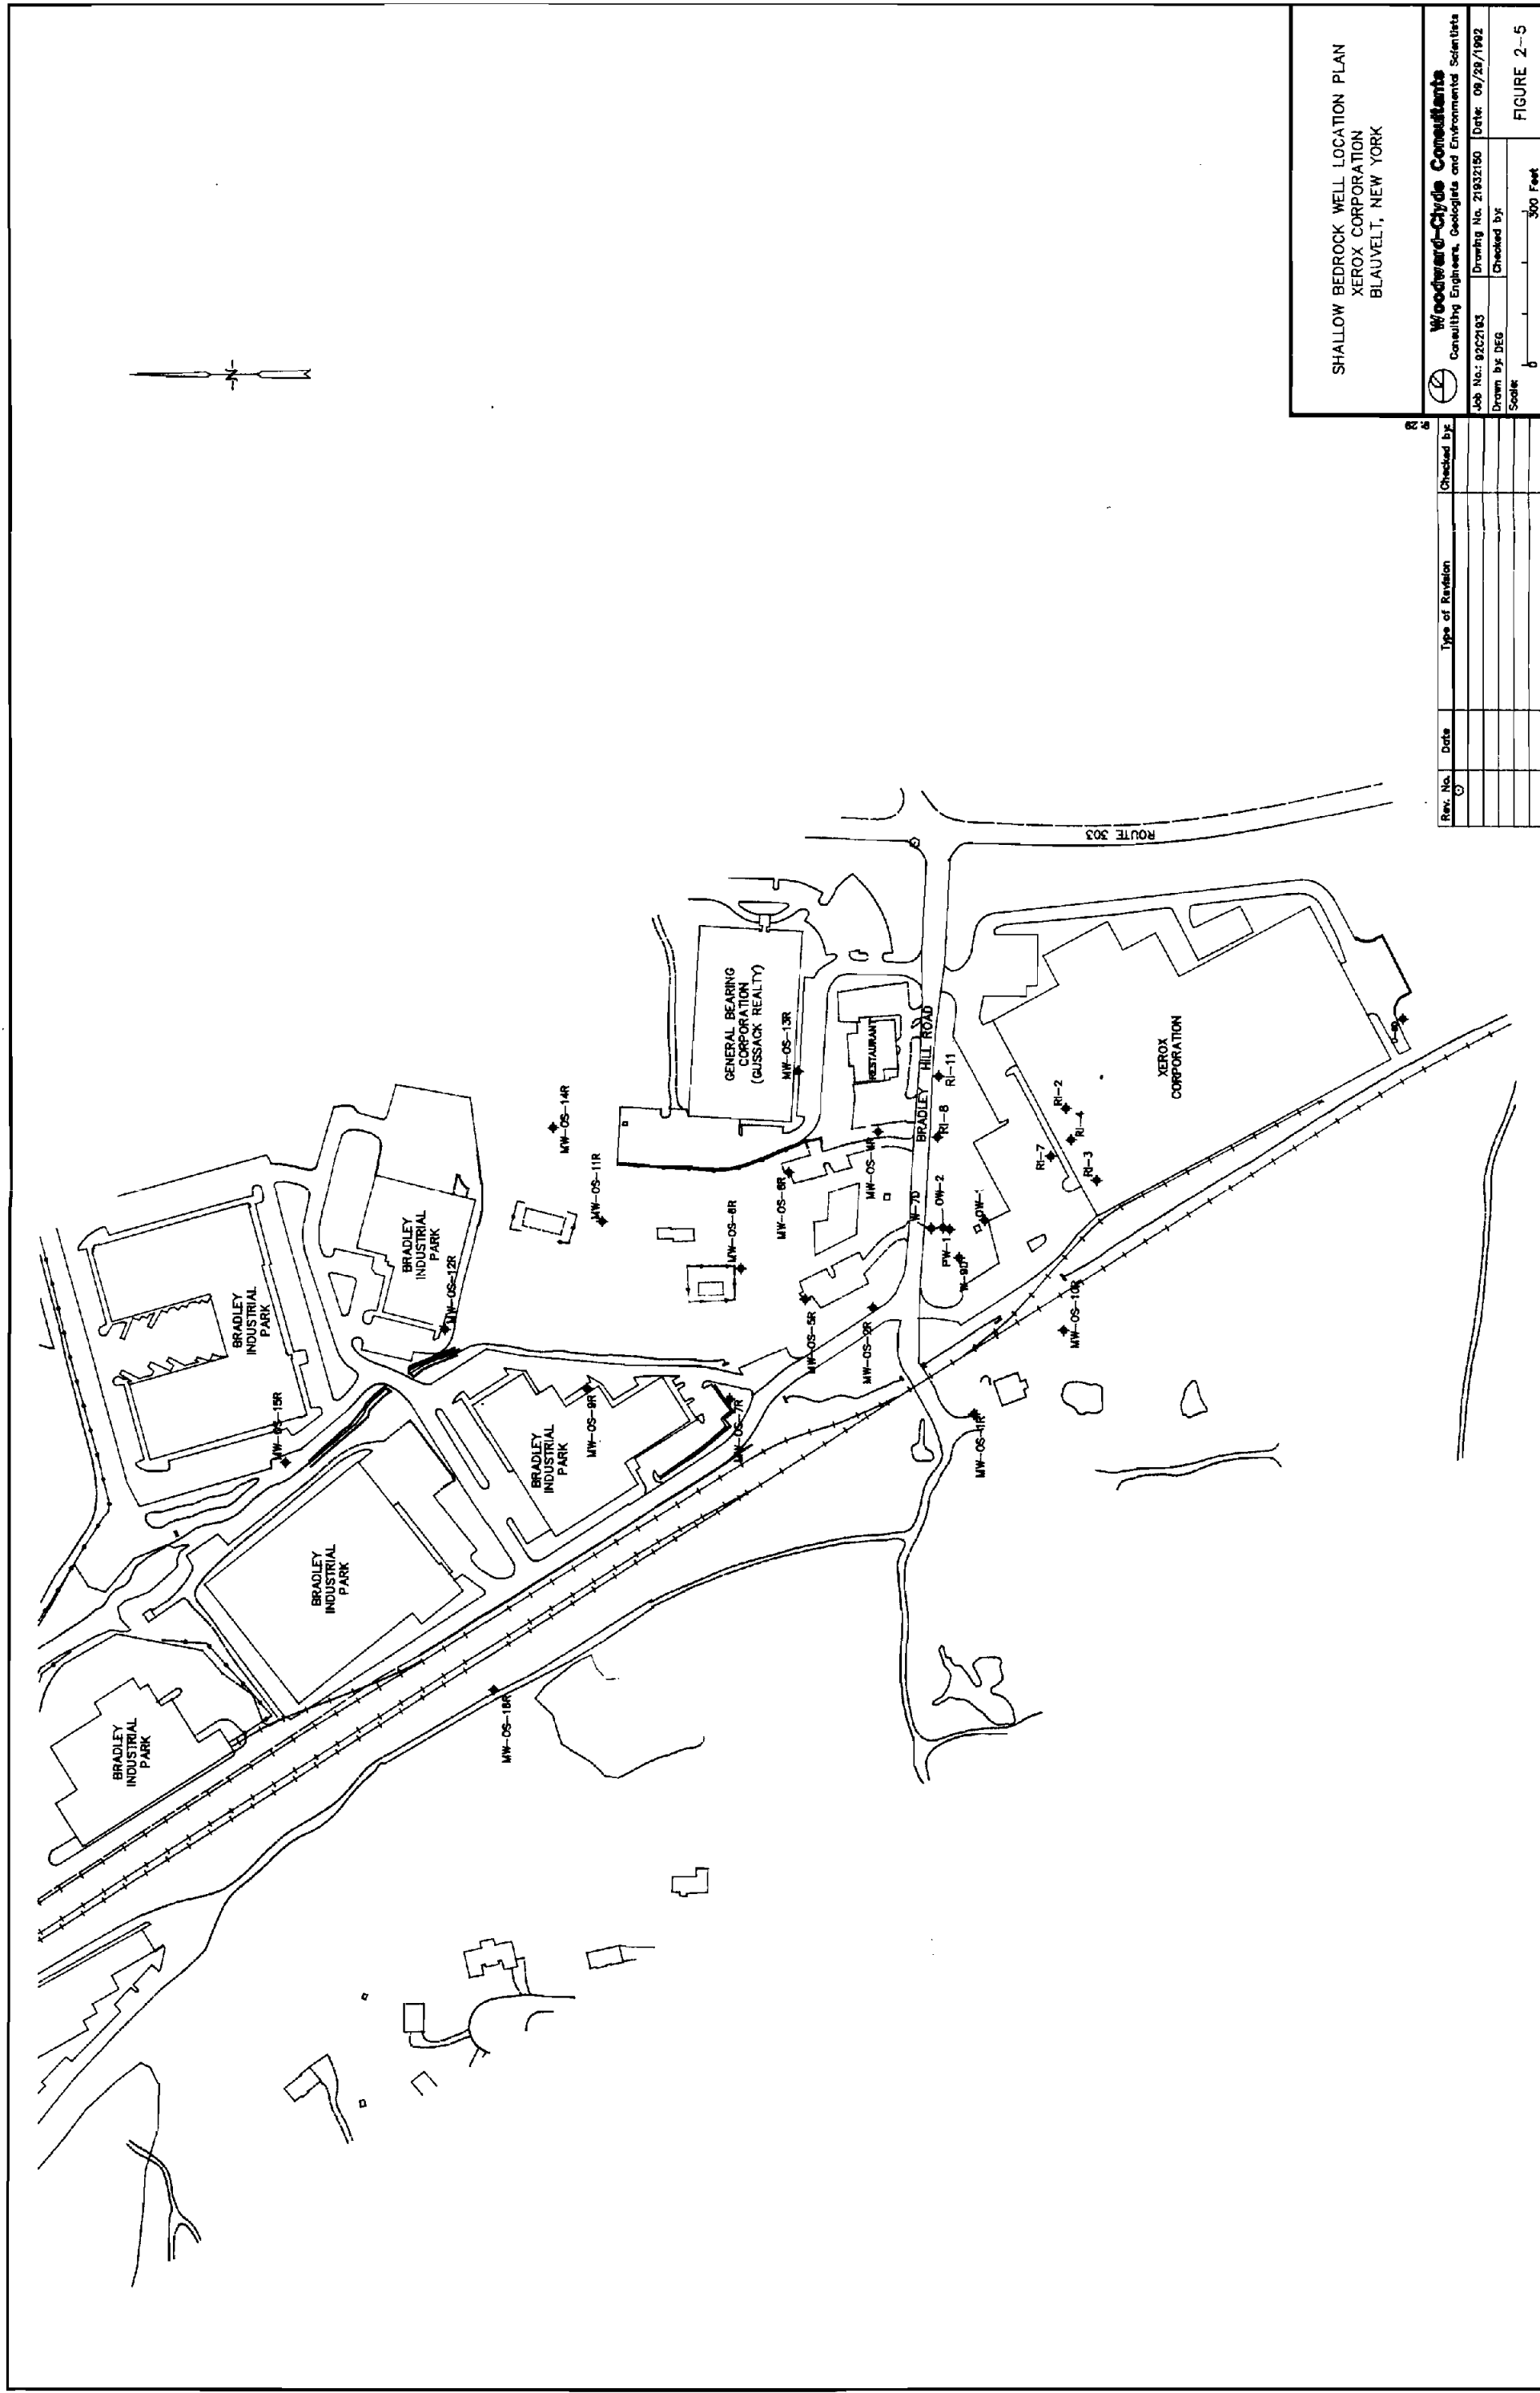 BRADLEY
INDUSTRIAL
PARK
BRADLEY
INDUSTRIAL
PARK
MW-OS-16R
BRADLEY
INDUSTRIAL
PARK
MW-OS-15R
BRADLEY
INDUSTRIAL
PARK
MW-OS-9R
MW-OS-7R
BRADLEY
INDUSTRIAL
PARK
MW-OS-12R
MW-OS-14R
MW-OS-11R
MW-OS-5R
MW-OS-2R
MW-OS-1R
MW-OS-10R
GENERAL BEARING
CORPORATION
(GUSSACK REALTY)
MW-OS-13R
RESTAURANT
BRADLEY HILL ROAD
RI-11
RI-8
W-7D
OW-2
PW-1
OW-1
RI-2
RI-4
RI-7
RI-3
XEROX
CORPORATION
ROUTE 303
-N-
SHALLOW BEDROCK WELL LOCATION PLAN
XEROX CORPORATION
BLAUVELT, NEW YORK
Woodward-Clyde Consultants
Consulting Engineers, Geologists and Environmental Scientists
Job No.: 92C2193
Drawing No. 21932150
Date: 09/29/1992
Drawn by: DEG
Checked by:
Scale:
0
300 Feet
FIGURE 2-5
Rev. No.
Date
Type of Revision
Checked by: